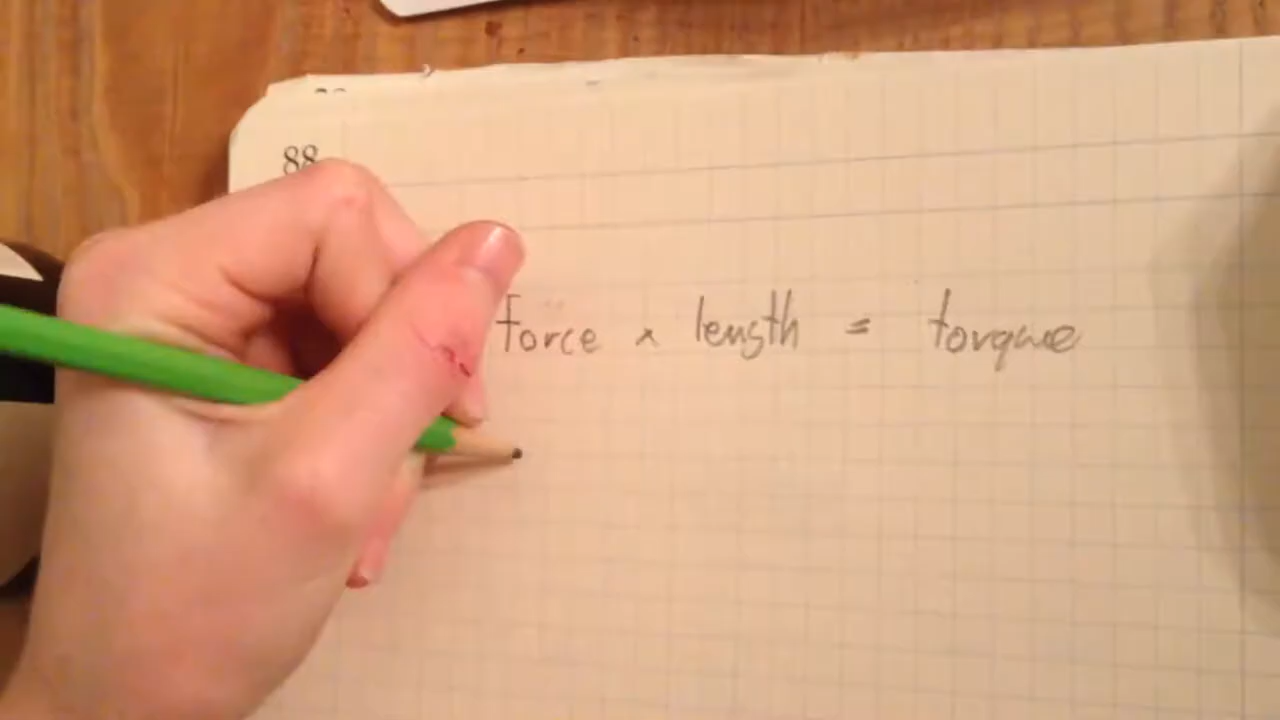 88
force × length = torque